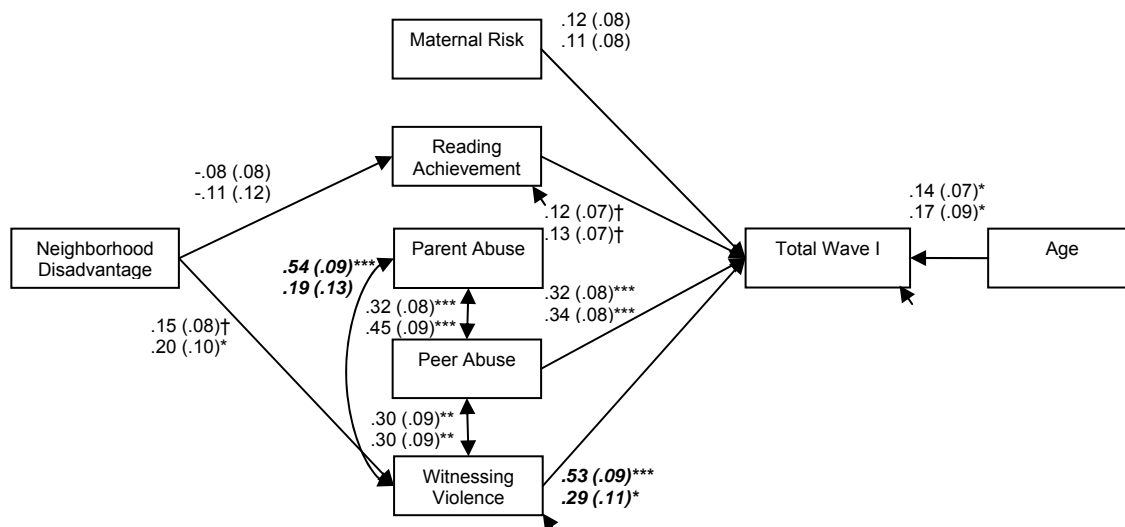 Maternal Risk
.12 (.08)
.11 (.08)
Reading
Achievement
-.08 (.08)
-.11 (.12)
.12 (.07)†
.13 (.07)†
.14 (.07)*
.17 (.09)*
Neighborhood
Disadvantage
Parent Abuse
Total Wave I
Age
.54 (.09)***
.19 (.13)
.32 (.08)***
.45 (.09)***
.32 (.08)***
.34 (.08)***
.15 (.08)†
.20 (.10)*
Peer Abuse
.30 (.09)**
.30 (.09)**
Witnessing
Violence
.53 (.09)***
.29 (.11)*